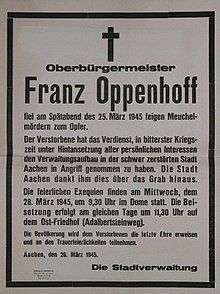 Oberbürgermeister
Franz Oppenhoff
fiel am Spätabend des 25. März 1945 feigen Meuchel-
mördern zum Opfer.
Der Verstorbene hat das Verdienst, in bitterster Kriegs-
zeit unter Hintansetzung aller persönlichen Interessen
den Verwaltungsaufbau in der schwer zerstörten Stadt
Aachen in Angriff genommen zu haben. Die Stadt
Aachen dankt ihm dies über das Grab hinaus.
Die feierlichen Exequien finden am Mittwoch, dem
28. März 1945, um 9,30 Uhr im Dome statt. Die Bei-
setzung erfolgt am gleichen Tage um 11,30 Uhr auf
dem Ost-Friedhof (Adalbertsteinweg).
Die Bevölkerung wird dem Verstorbenen die letzte Ehre erweisen
und an den Trauerfeierlichkeiten teilnehmen.
Aachen, den 26. März 1945.
Die Stadtverwaltung